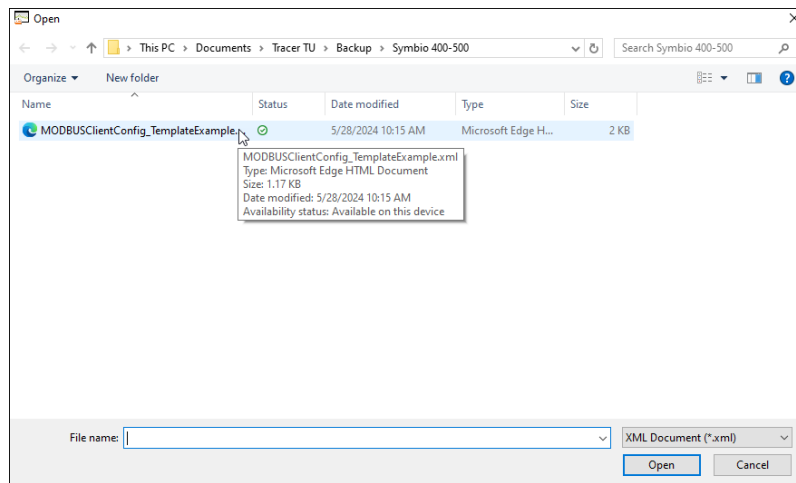 Open
This PC > Documents > Tracer TU > Backup > Symbio 400-500
Search Symbio 400-500
Organize
New folder
Name Status Date modified Type Size
MODBUSClientConfig_TemplateExample... 5/28/2024 10:15 AM Microsoft Edge H... 2 KB
MODBUSClientConfig_TemplateExample.xml
Type: Microsoft Edge HTML Document
Size: 1.17 KB
Date modified: 5/28/2024 10:15 AM
Availability status: Available on this device
File name: XML Document (*.xml)
Open Cancel